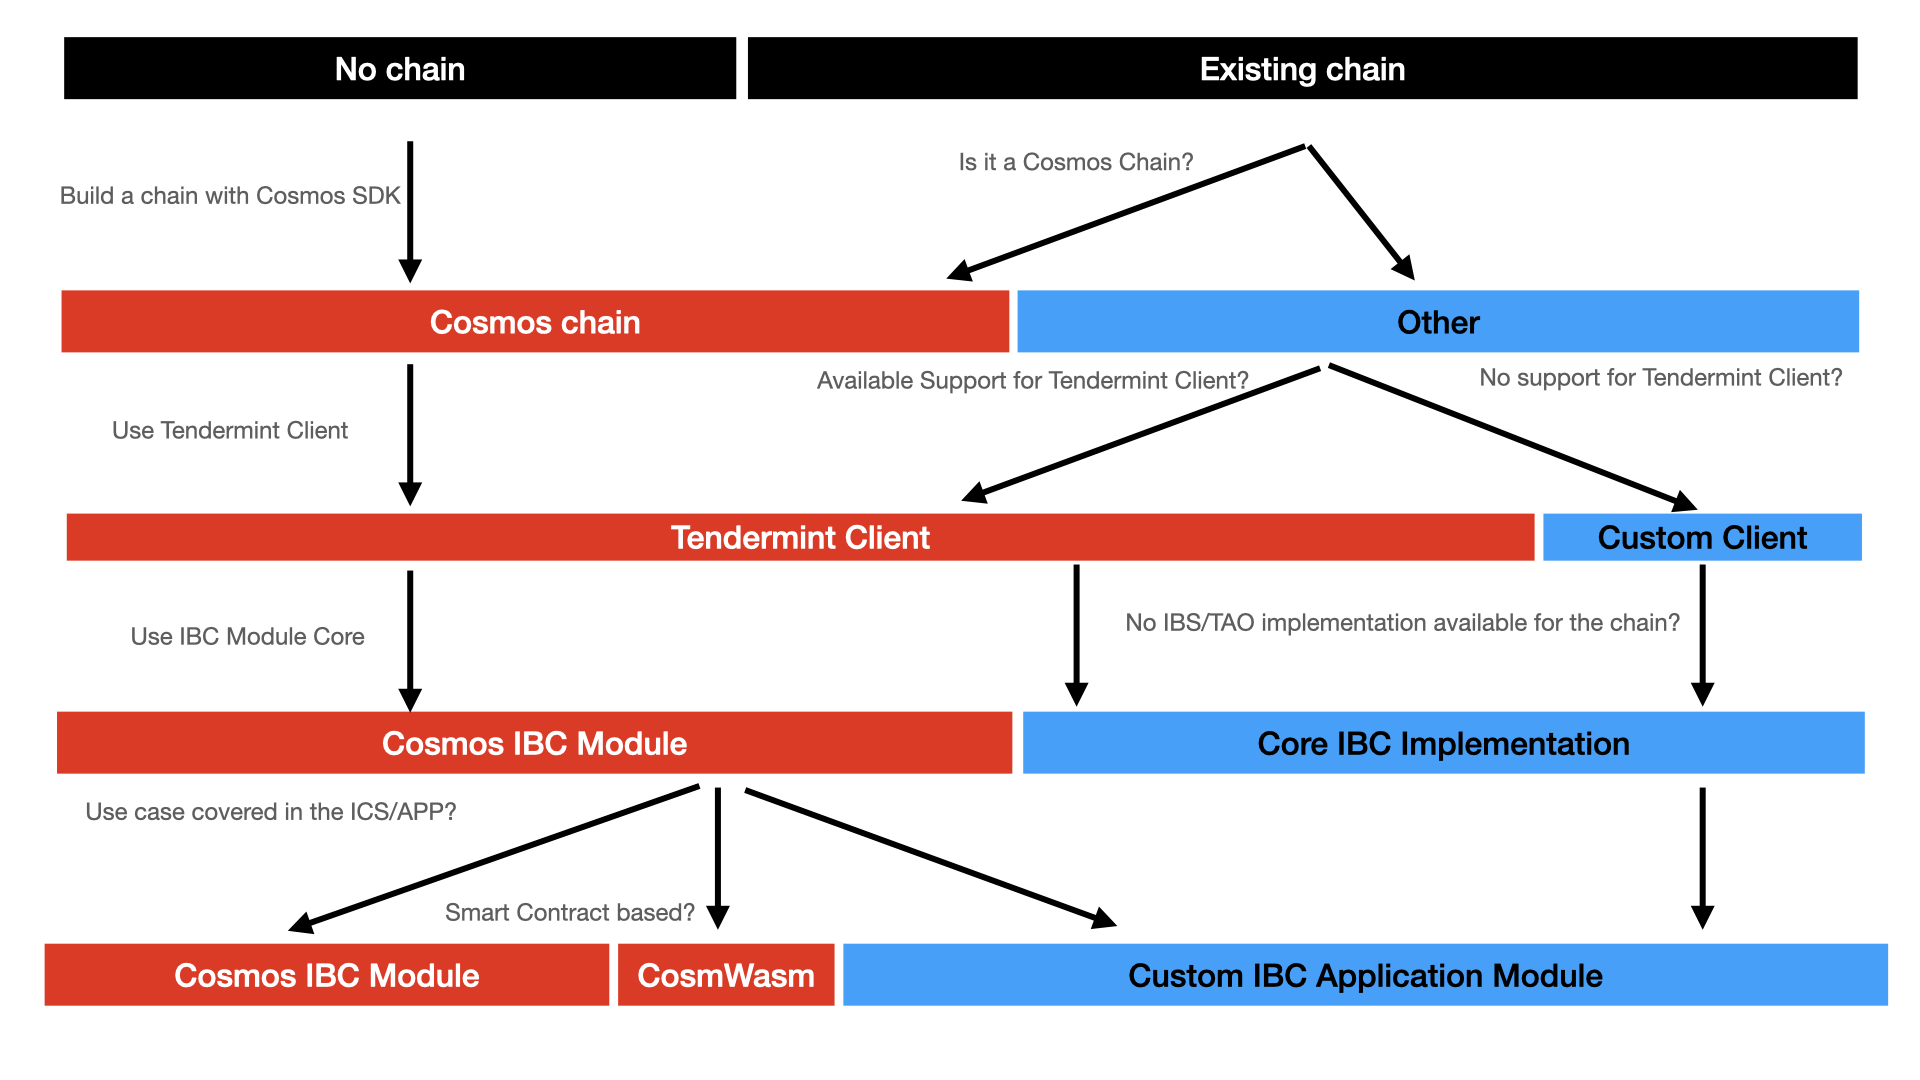 No chain
Existing chain
Is it a Cosmos Chain?
Build a chain with Cosmos SDK
Cosmos chain
Other
Available Support for Tendermint Client?
No support for Tendermint Client?
Use Tendermint Client
Tendermint Client
Custom Client
Use IBC Module Core
No IBS/TAO implementation available for the chain?
Cosmos IBC Module
Core IBC Implementation
Use case covered in the ICS/APP?
Smart Contract based?
Cosmos IBC Module
CosmWasm
Custom IBC Application Module